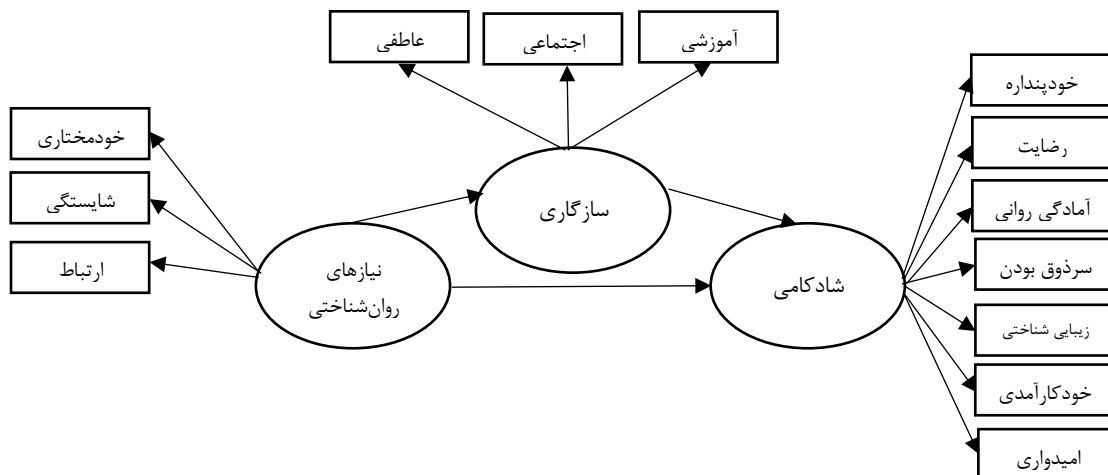 آموزشی
اجتماعی
عاطفی
خودپنداره
رضایت
آمادگی روانی
سرذوق بودن
زیبایی شناختی
خودکارآمدی
امیدواری
سازگاری
شادکامی
نیازهای
روان‌شناختی
خودمختاری
شایستگی
ارتباط